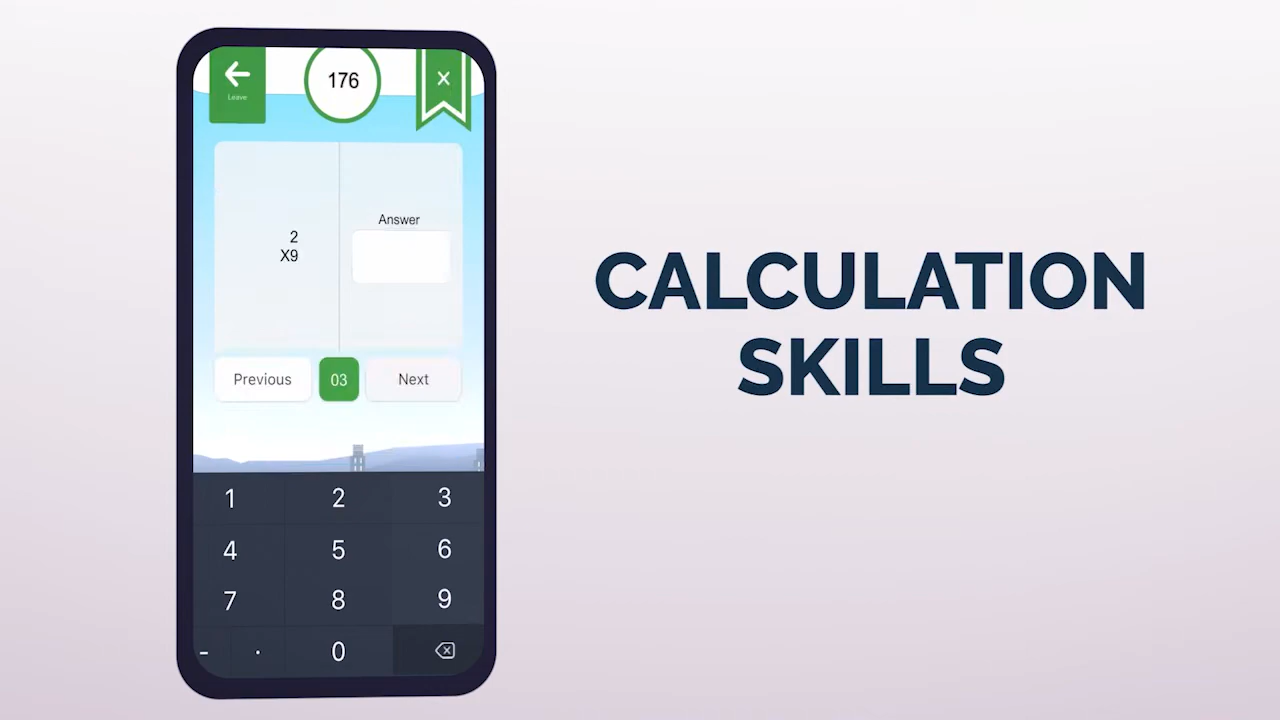 176
Leave
2
X9
Answer
Previous 03 Next
1 2 3
4 5 6
7 8 9
- . 0
CALCULATION
SKILLS